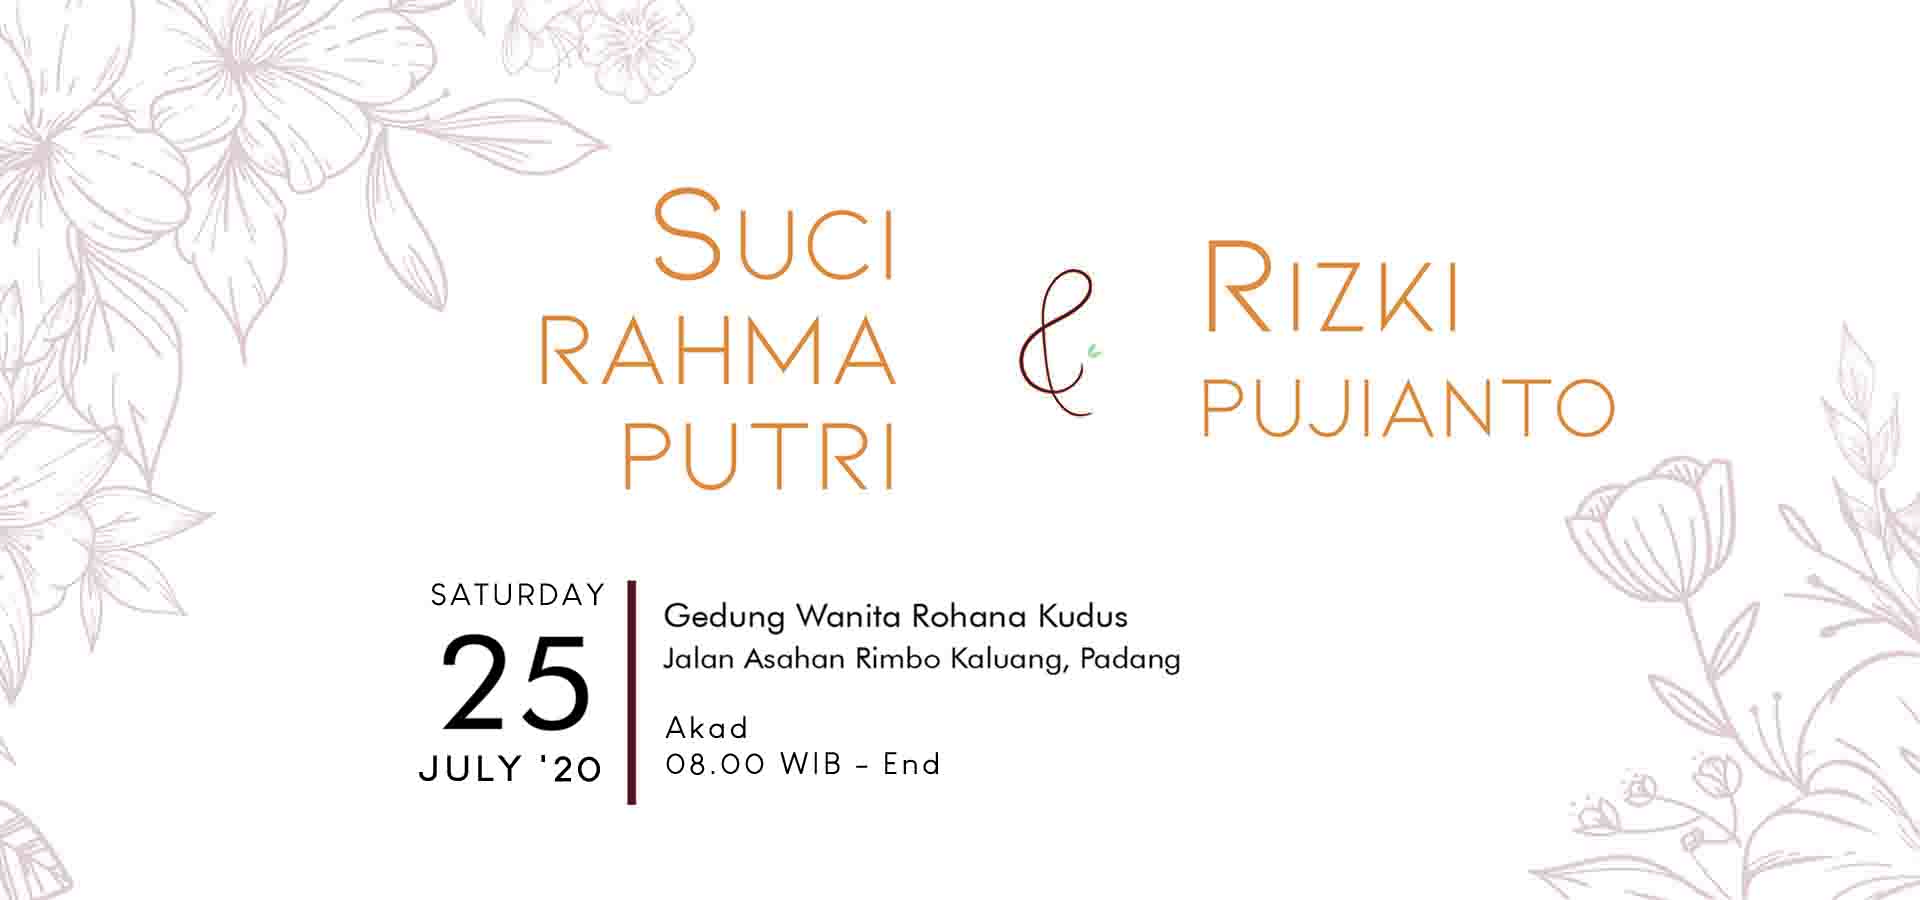 Suci
RAHMA
PUTRI
&
RIZKI
PUJIANTO
SATURDAY
25
JULY '20
Gedung Wanita Rohana Kudus
Jalan Asahan Rimbo Kaluang, Padang
Akad
08.00 WIB - End